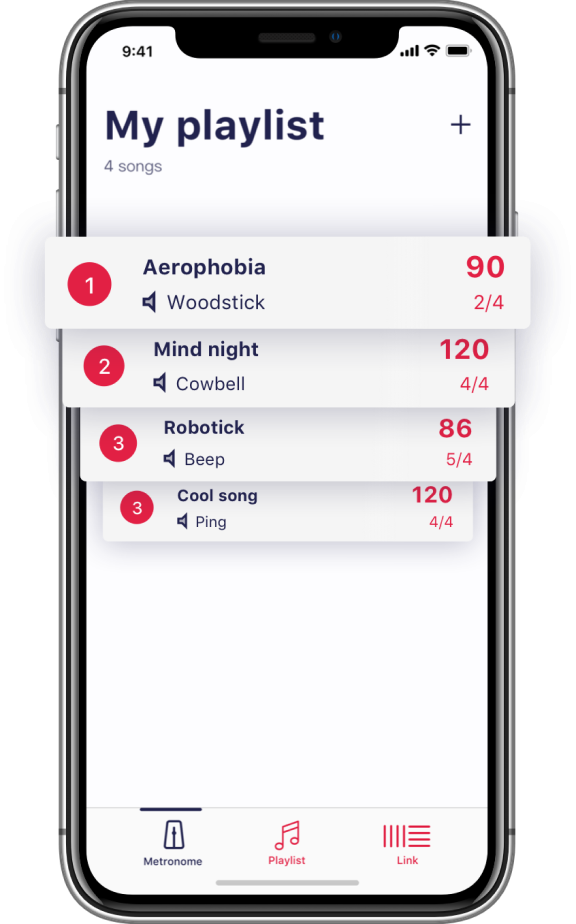 9:41
My playlist
+
4 songs
1
Aerophobia
90
Woodstick
2/4
2
Mind night
120
Cowbell
4/4
3
Robotick
86
Beep
5/4
3
Cool song
120
Ping
4/4
Metronome
Playlist
Link